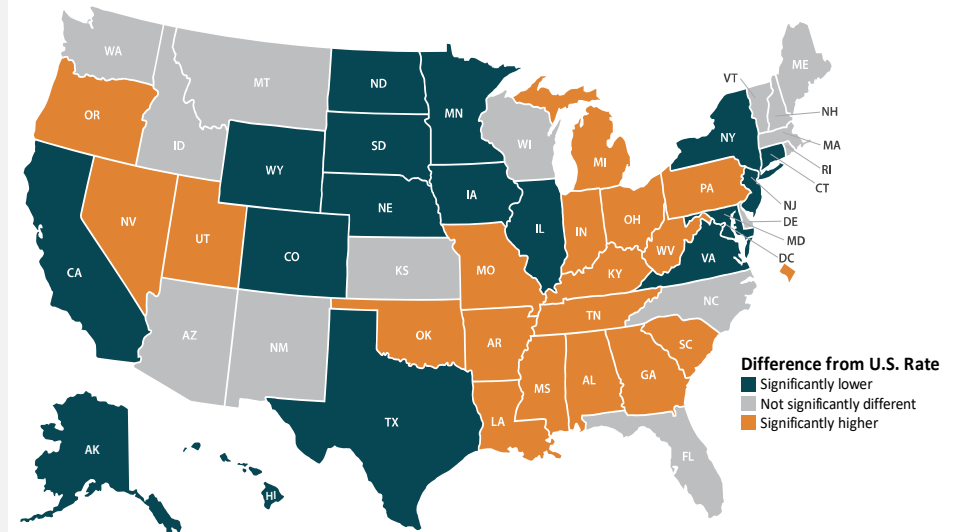 WA
MT
ND
MN
ME
VT
OR
ID
SD
WI
NH
NY
MA
MI
RI
WY
CT
IA
PA
NE
NJ
NV
UT
IL
IN
OH
DE
CO
WV
MD
VA
DC
CA
KS
MO
KY
NC
AZ
NM
OK
TN
AR
SC
MS
AL
GA
TX
LA
FL
AK
HI
Difference from U.S. Rate
Significantly lower
Not significantly different
Significantly higher